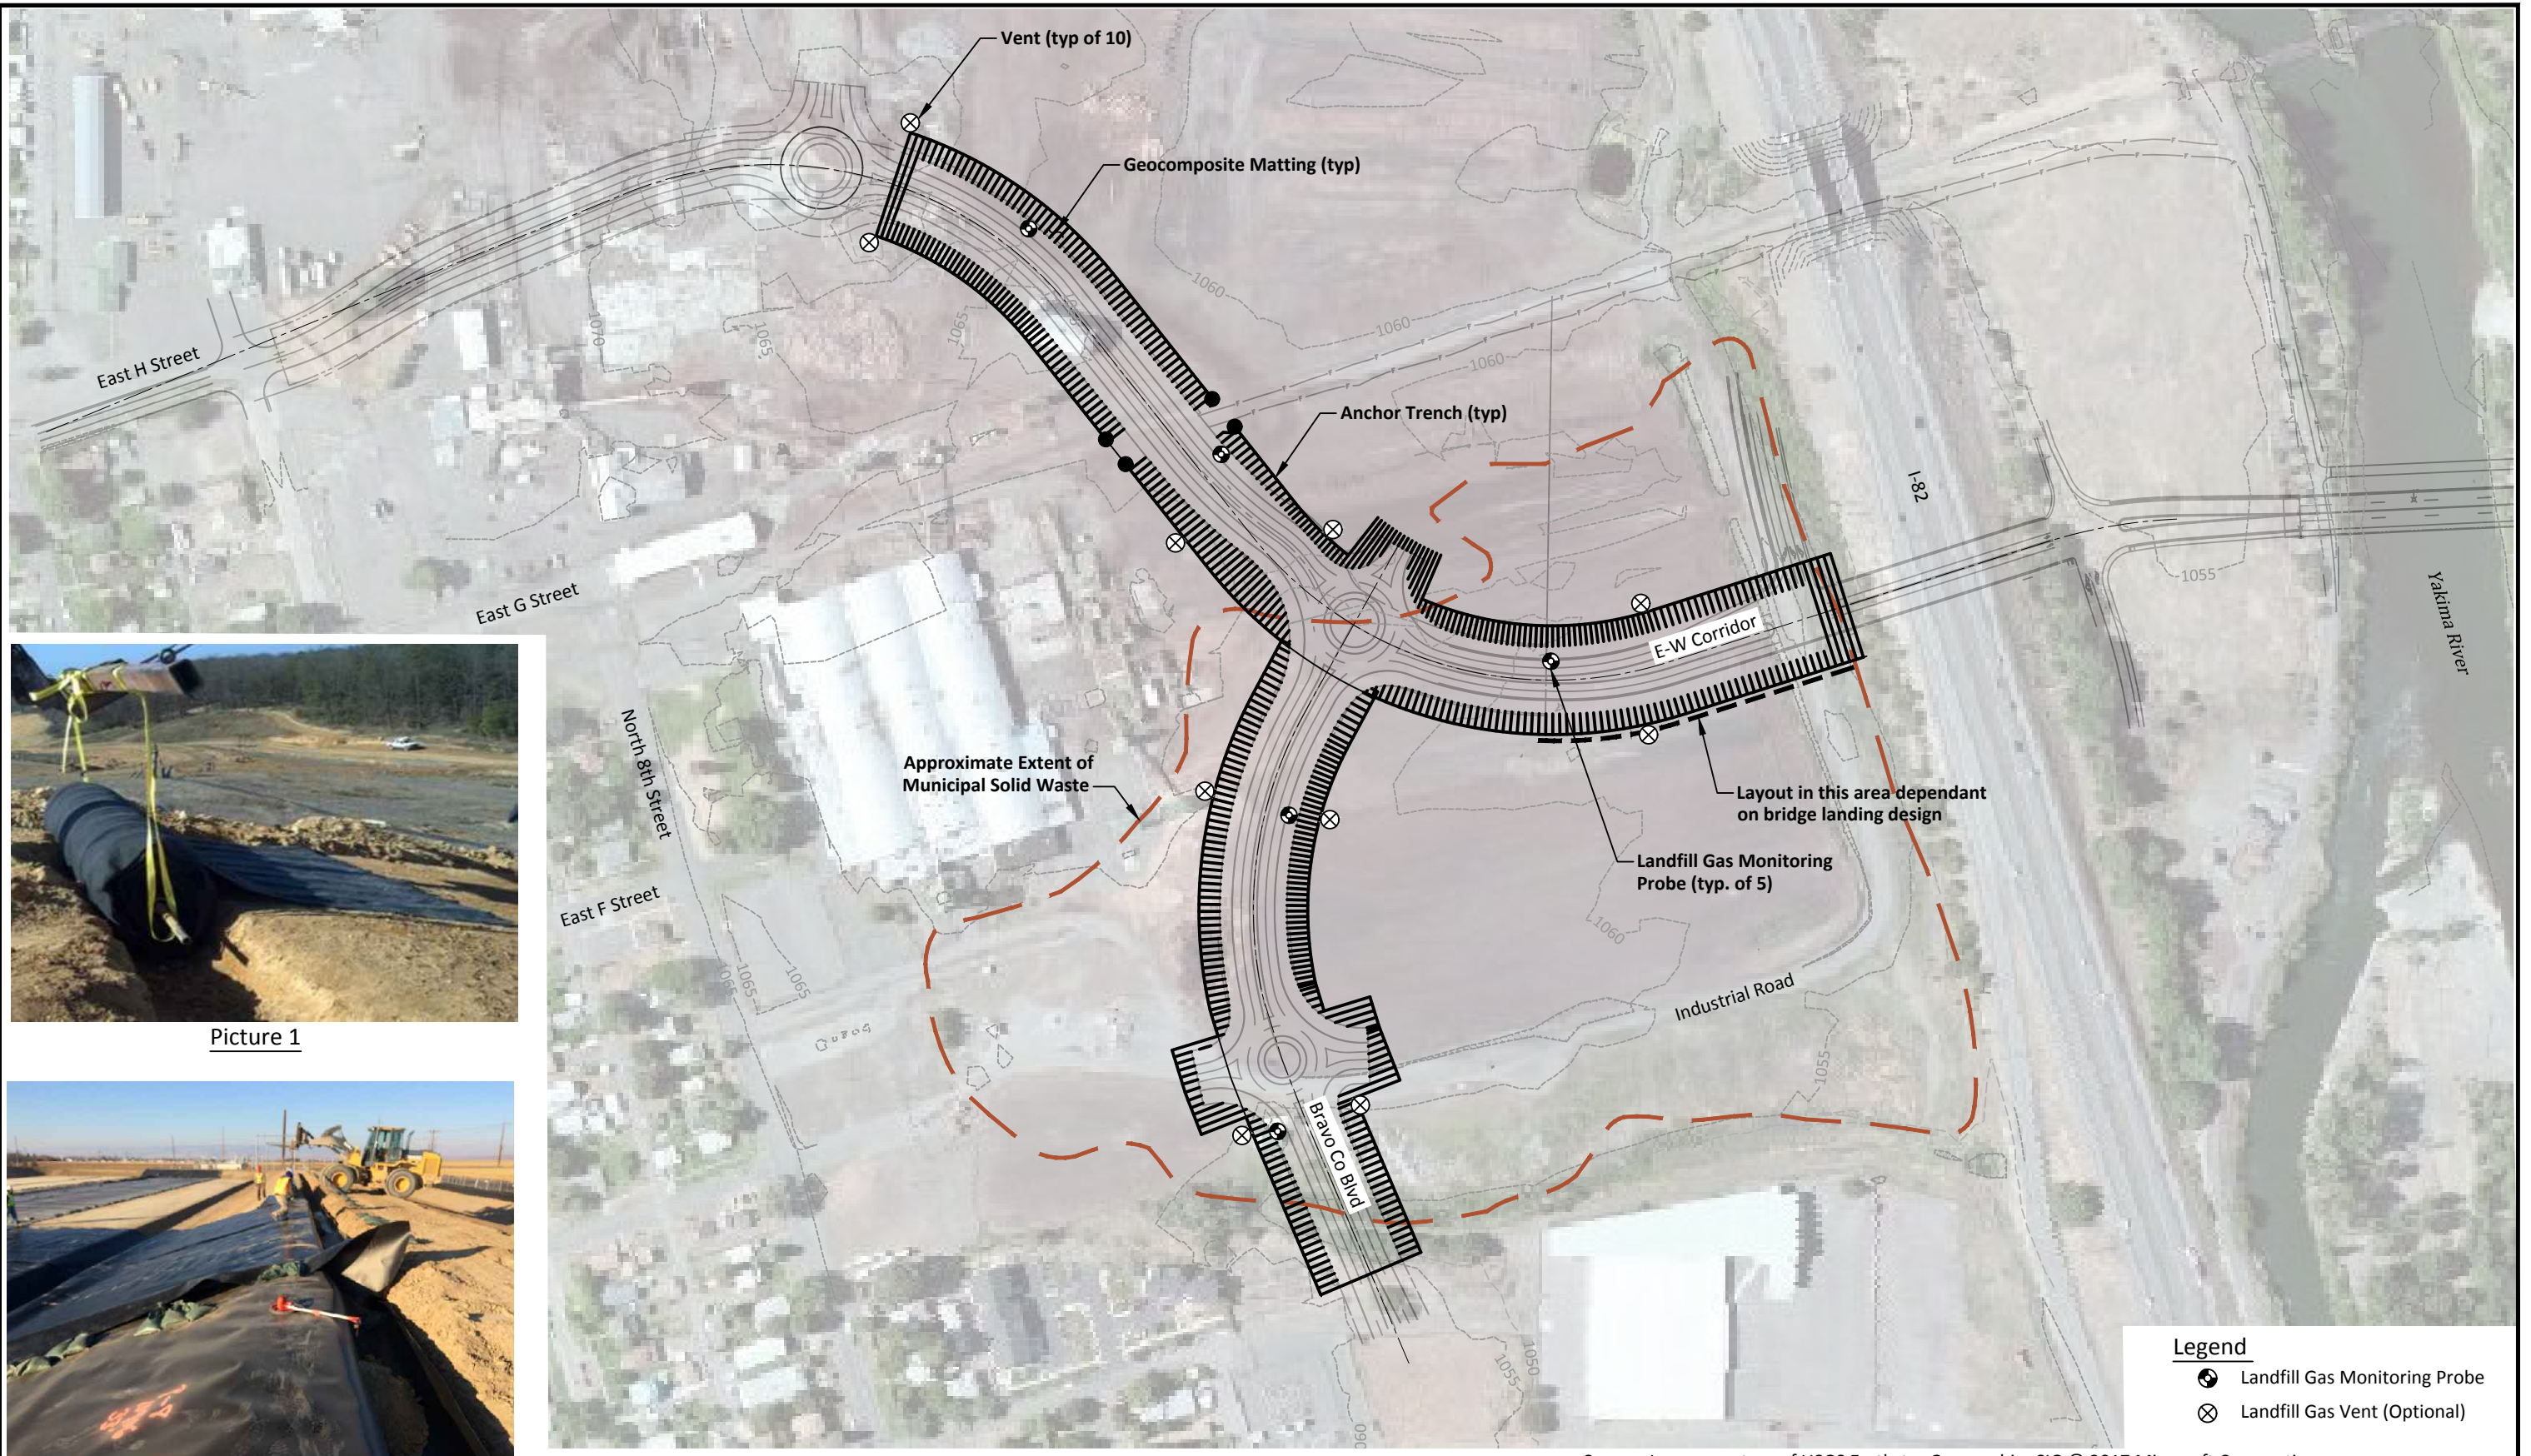 Vent (typ of 10)
Geocomposite Matting (typ)
1060
1060
1060
1070
1065
1065
East H Street
Anchor Trench (typ)
I-82
1055
Yakima River
East G Street
E-W Corridor
North 8th Street
Approximate Extent of
Municipal Solid Waste
Layout in this area dependant
on bridge landing design
Landfill Gas Monitoring
Probe (typ. of 5)
East F Street
1060
1065
1065
1065
Industrial Road
Picture 1
1055
Bravo Co Blvd
1055
1050
Legend
Landfill Gas Monitoring Probe
Landfill Gas Vent (Optional)